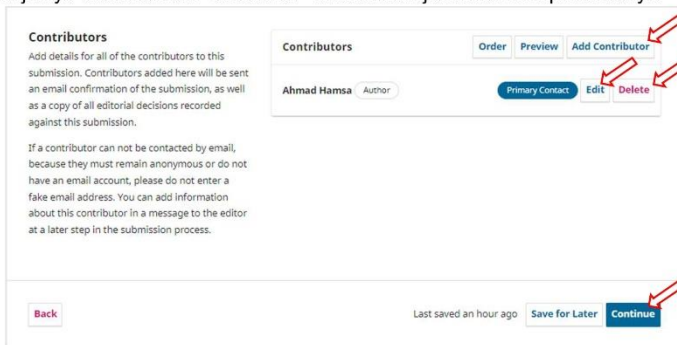 Contributors
Add details for all of the contributors to this
submission. Contributors added here will be sent
an email confirmation of the submission, as well
as a copy of all editorial decisions recorded
against this submission.
If a contributor can not be contacted by email,
because they must remain anonymous or do not
have an email account, please do not enter a
fake email address. You can add information
about this contributor in a message to the editor
at a later step in the submission process.
Contributors Order Preview Add Contributor
Ahmad Hamsa Author Primary Contact Edit Delete
Back Last saved an hour ago Save for Later Continue